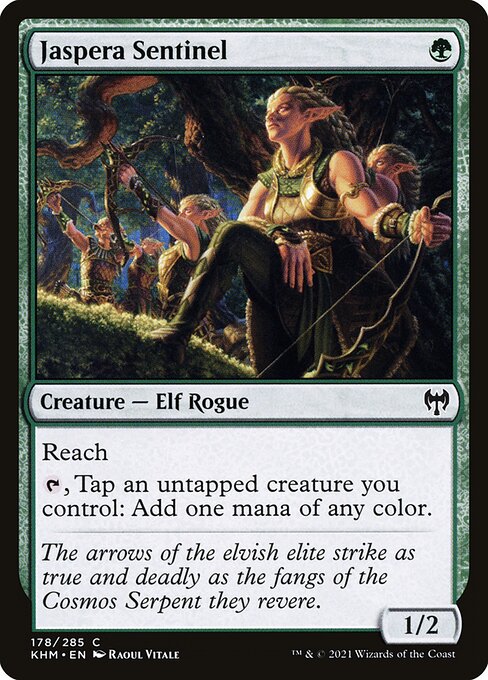 Jaspera Sentinel
Creature — Elf Rogue
Reach
, Tap an untapped creature you
control: Add one mana of any color.
The arrows of the elvish elite strike as
true and deadly as the fangs of the
Cosmos Serpent they revere.
1/2
178/285 C
KHM • EN Raoul Vitale
™ & © 2021 Wizards of the Coast